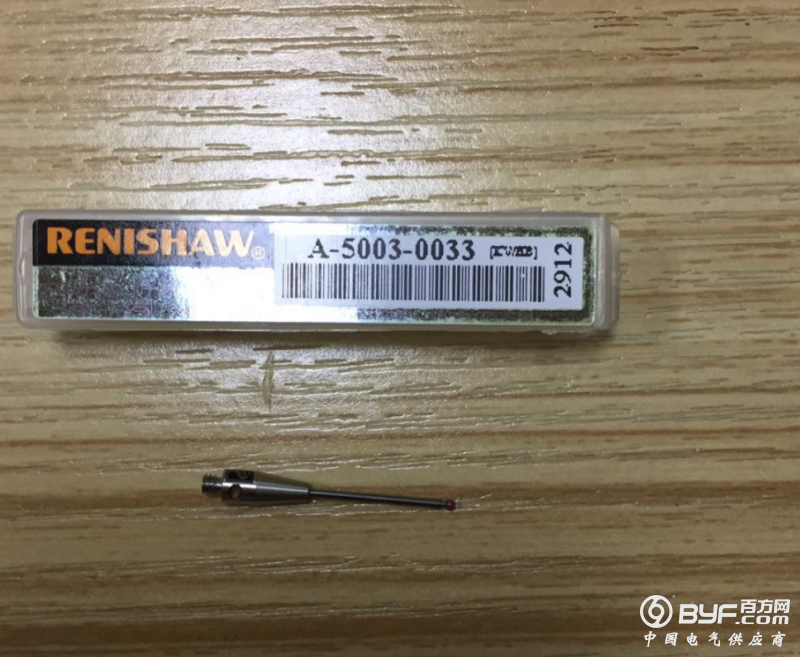 RENISHAW®
A-5003-0033
2912
百方网
BYF.com
中国电气供应商